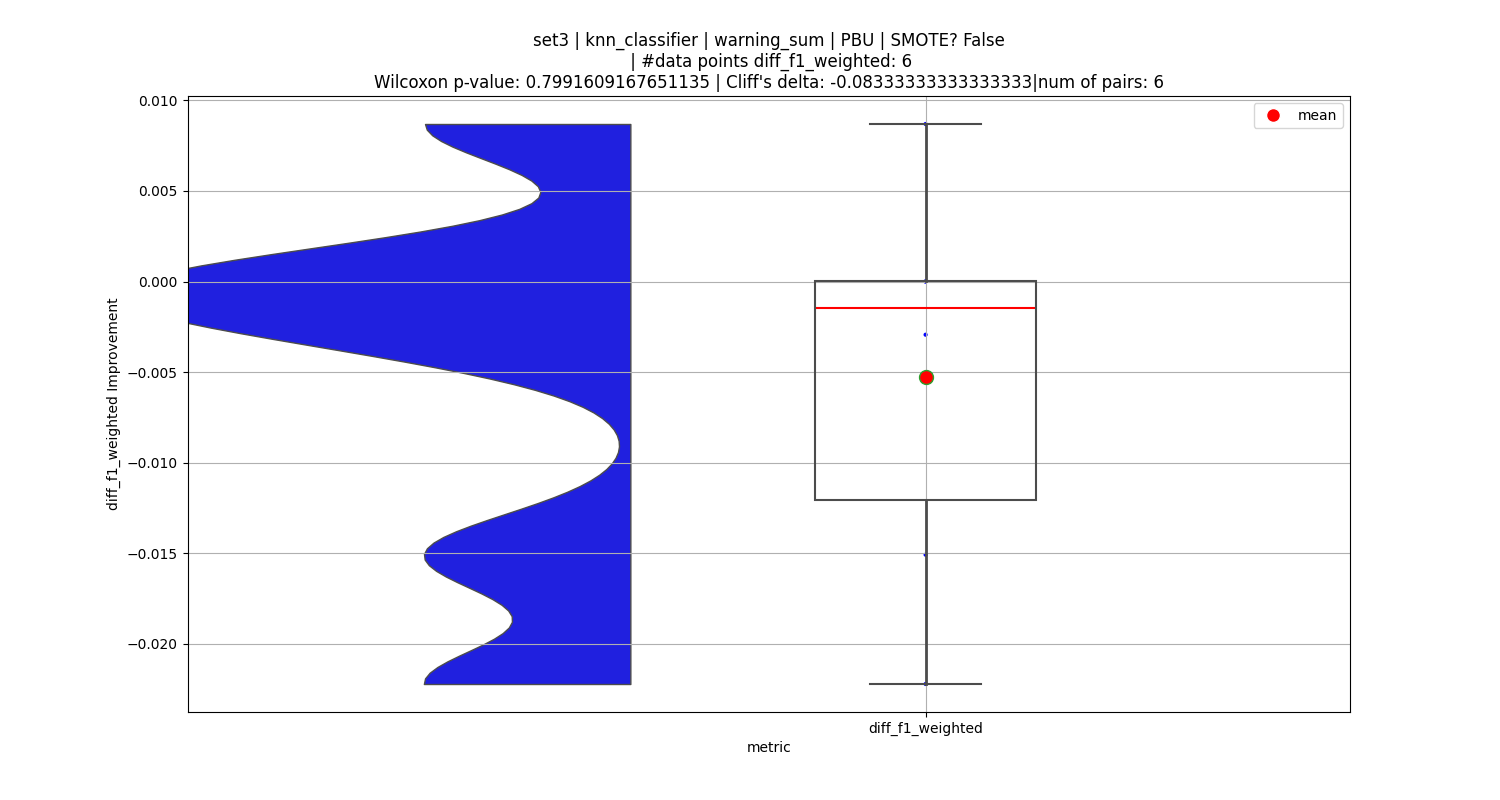 set3 | knn_classifier | warning_sum | PBU | SMOTE? False
| #data points diff_f1_weighted: 6
Wilcoxon p-value: 0.7991609167651135 | Cliff's delta: -0.08333333333333333|num of pairs: 6
mean
0.010
0.005
0.000
−0.005
−0.010
−0.015
−0.020
diff_f1_weighted Improvement
diff_f1_weighted
metric